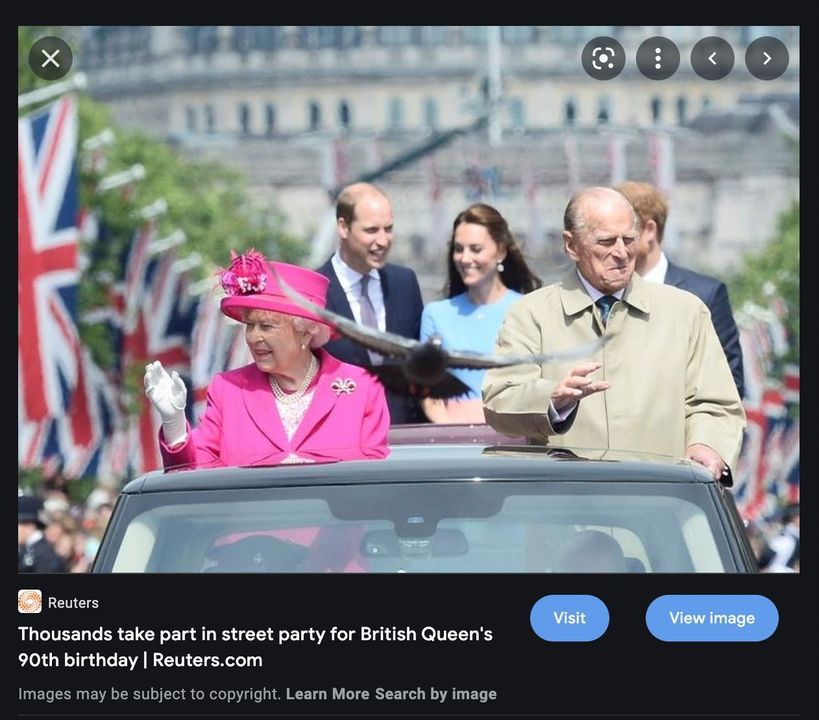 Reuters
Thousands take part in street party for British Queen's
90th birthday | Reuters.com
Visit
View image
Images may be subject to copyright. Learn More Search by image